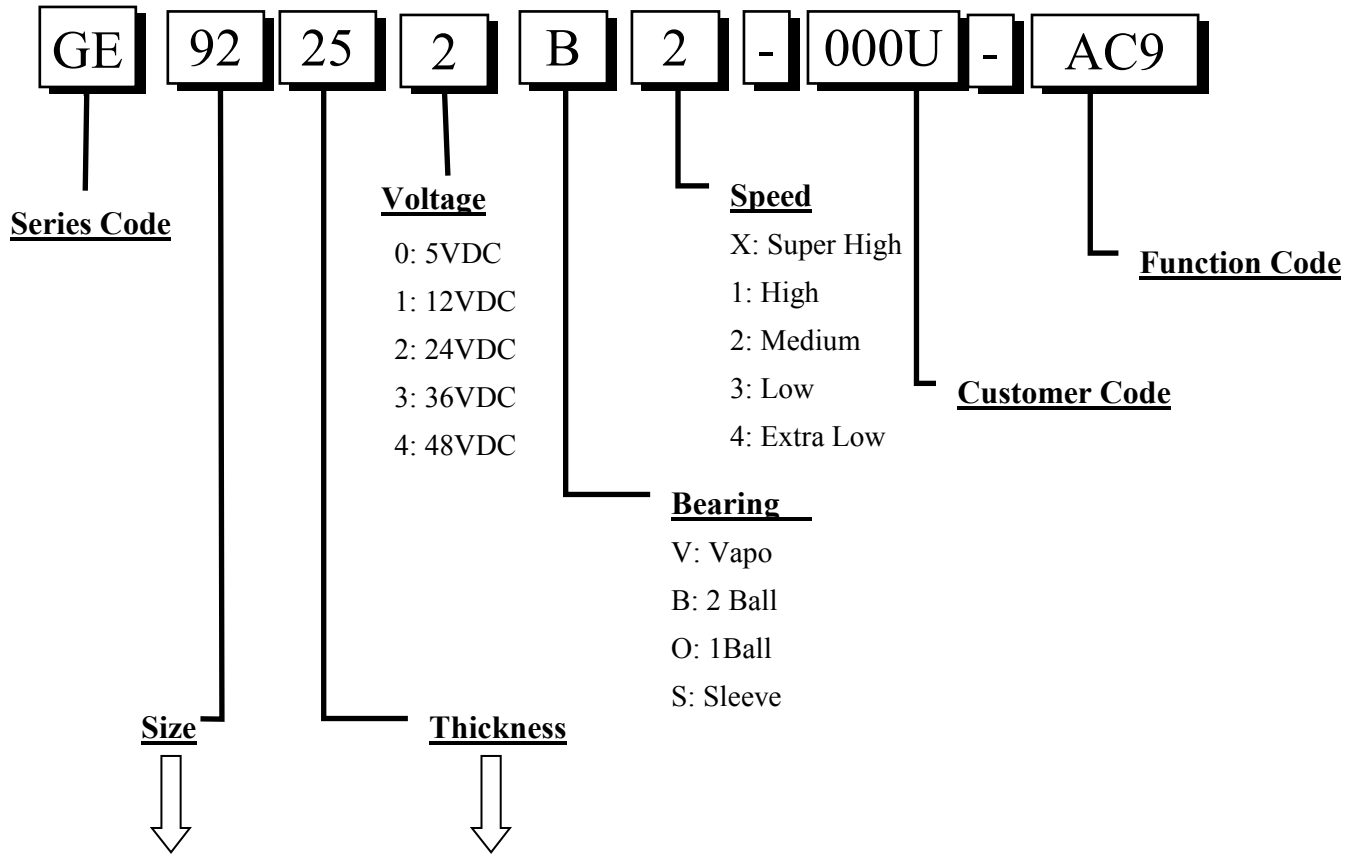 GE 92 25 2 B 2 - 000U - AC9
Series Code
Voltage
0: 5VDC
1: 12VDC
2: 24VDC
3: 36VDC
4: 48VDC
Speed
X: Super High
1: High
2: Medium
3: Low
4: Extra Low
Function Code
Customer Code
Bearing
V: Vapo
B: 2 Ball
O: 1Ball
S: Sleeve
Size
Thickness